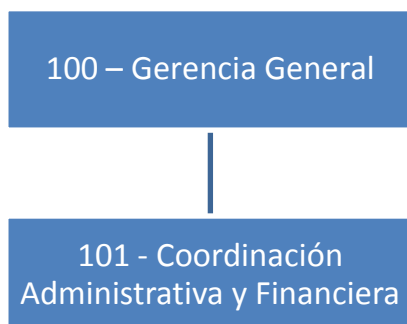 100 – Gerencia General
101 - Coordinación
Administrativa y Financiera